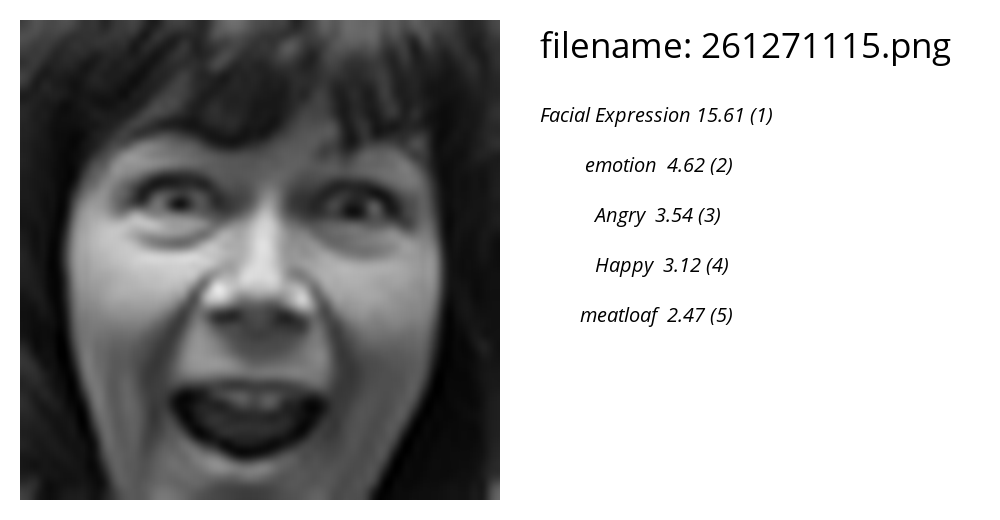 filename: 261271115.png
Facial Expression 15.61 (1)
emotion 4.62 (2)
Angry 3.54 (3)
Happy 3.12 (4)
meatloaf 2.47 (5)